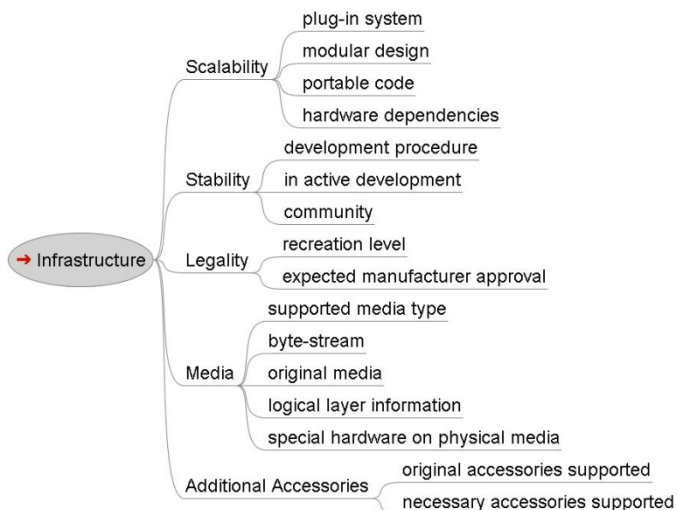 → Infrastructure
Scalability
plug-in system
modular design
portable code
hardware dependencies
Stability
development procedure
in active development
community
Legality
recreation level
expected manufacturer approval
Media
supported media type
byte-stream
original media
logical layer information
special hardware on physical media
Additional Accessories
original accessories supported
necessary accessories supported